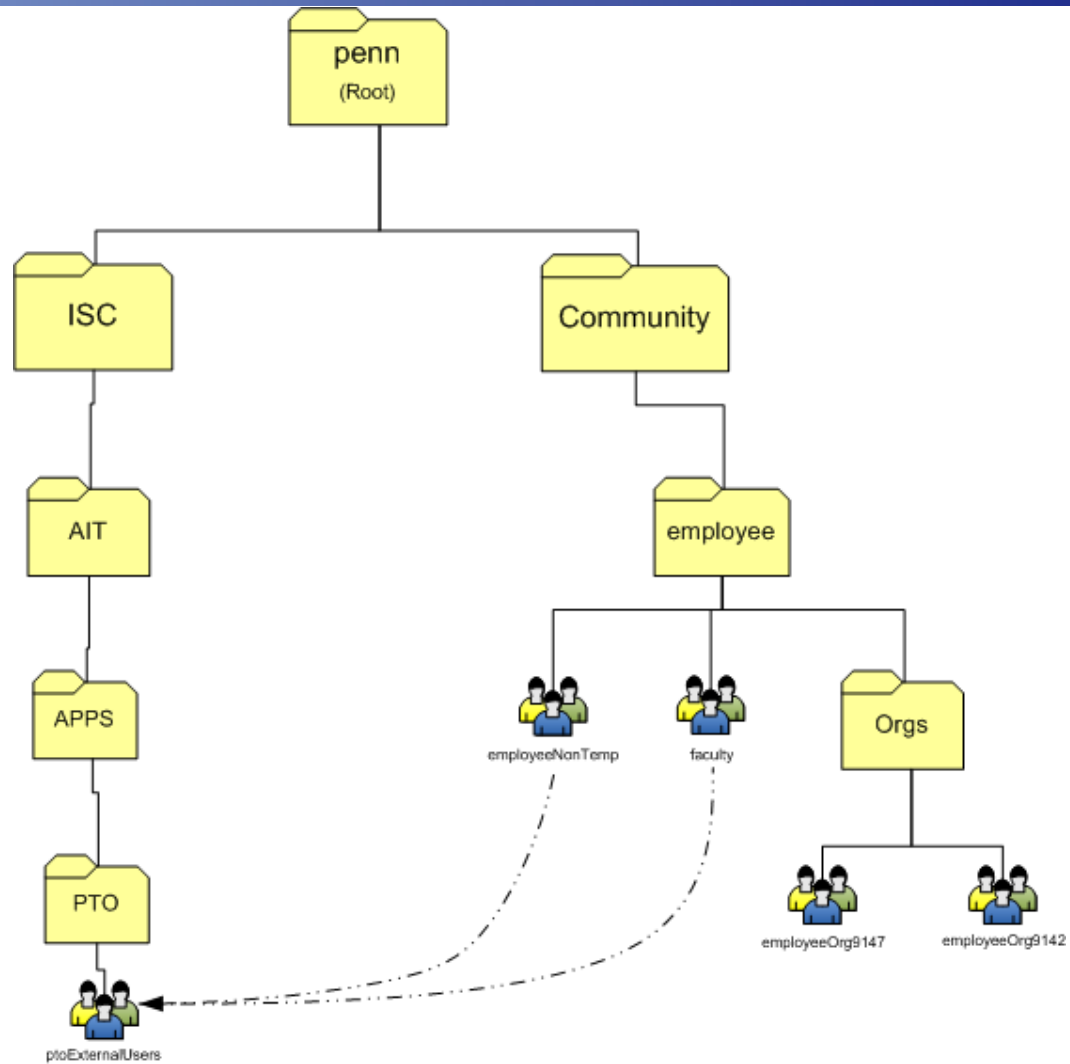 penn
(Root)
ISC
Community
AIT
employee
APPS
employeeNonTemp
faculty
Orgs
PTO
employeeOrg9147
employeeOrg9142
ptoExternalUsers